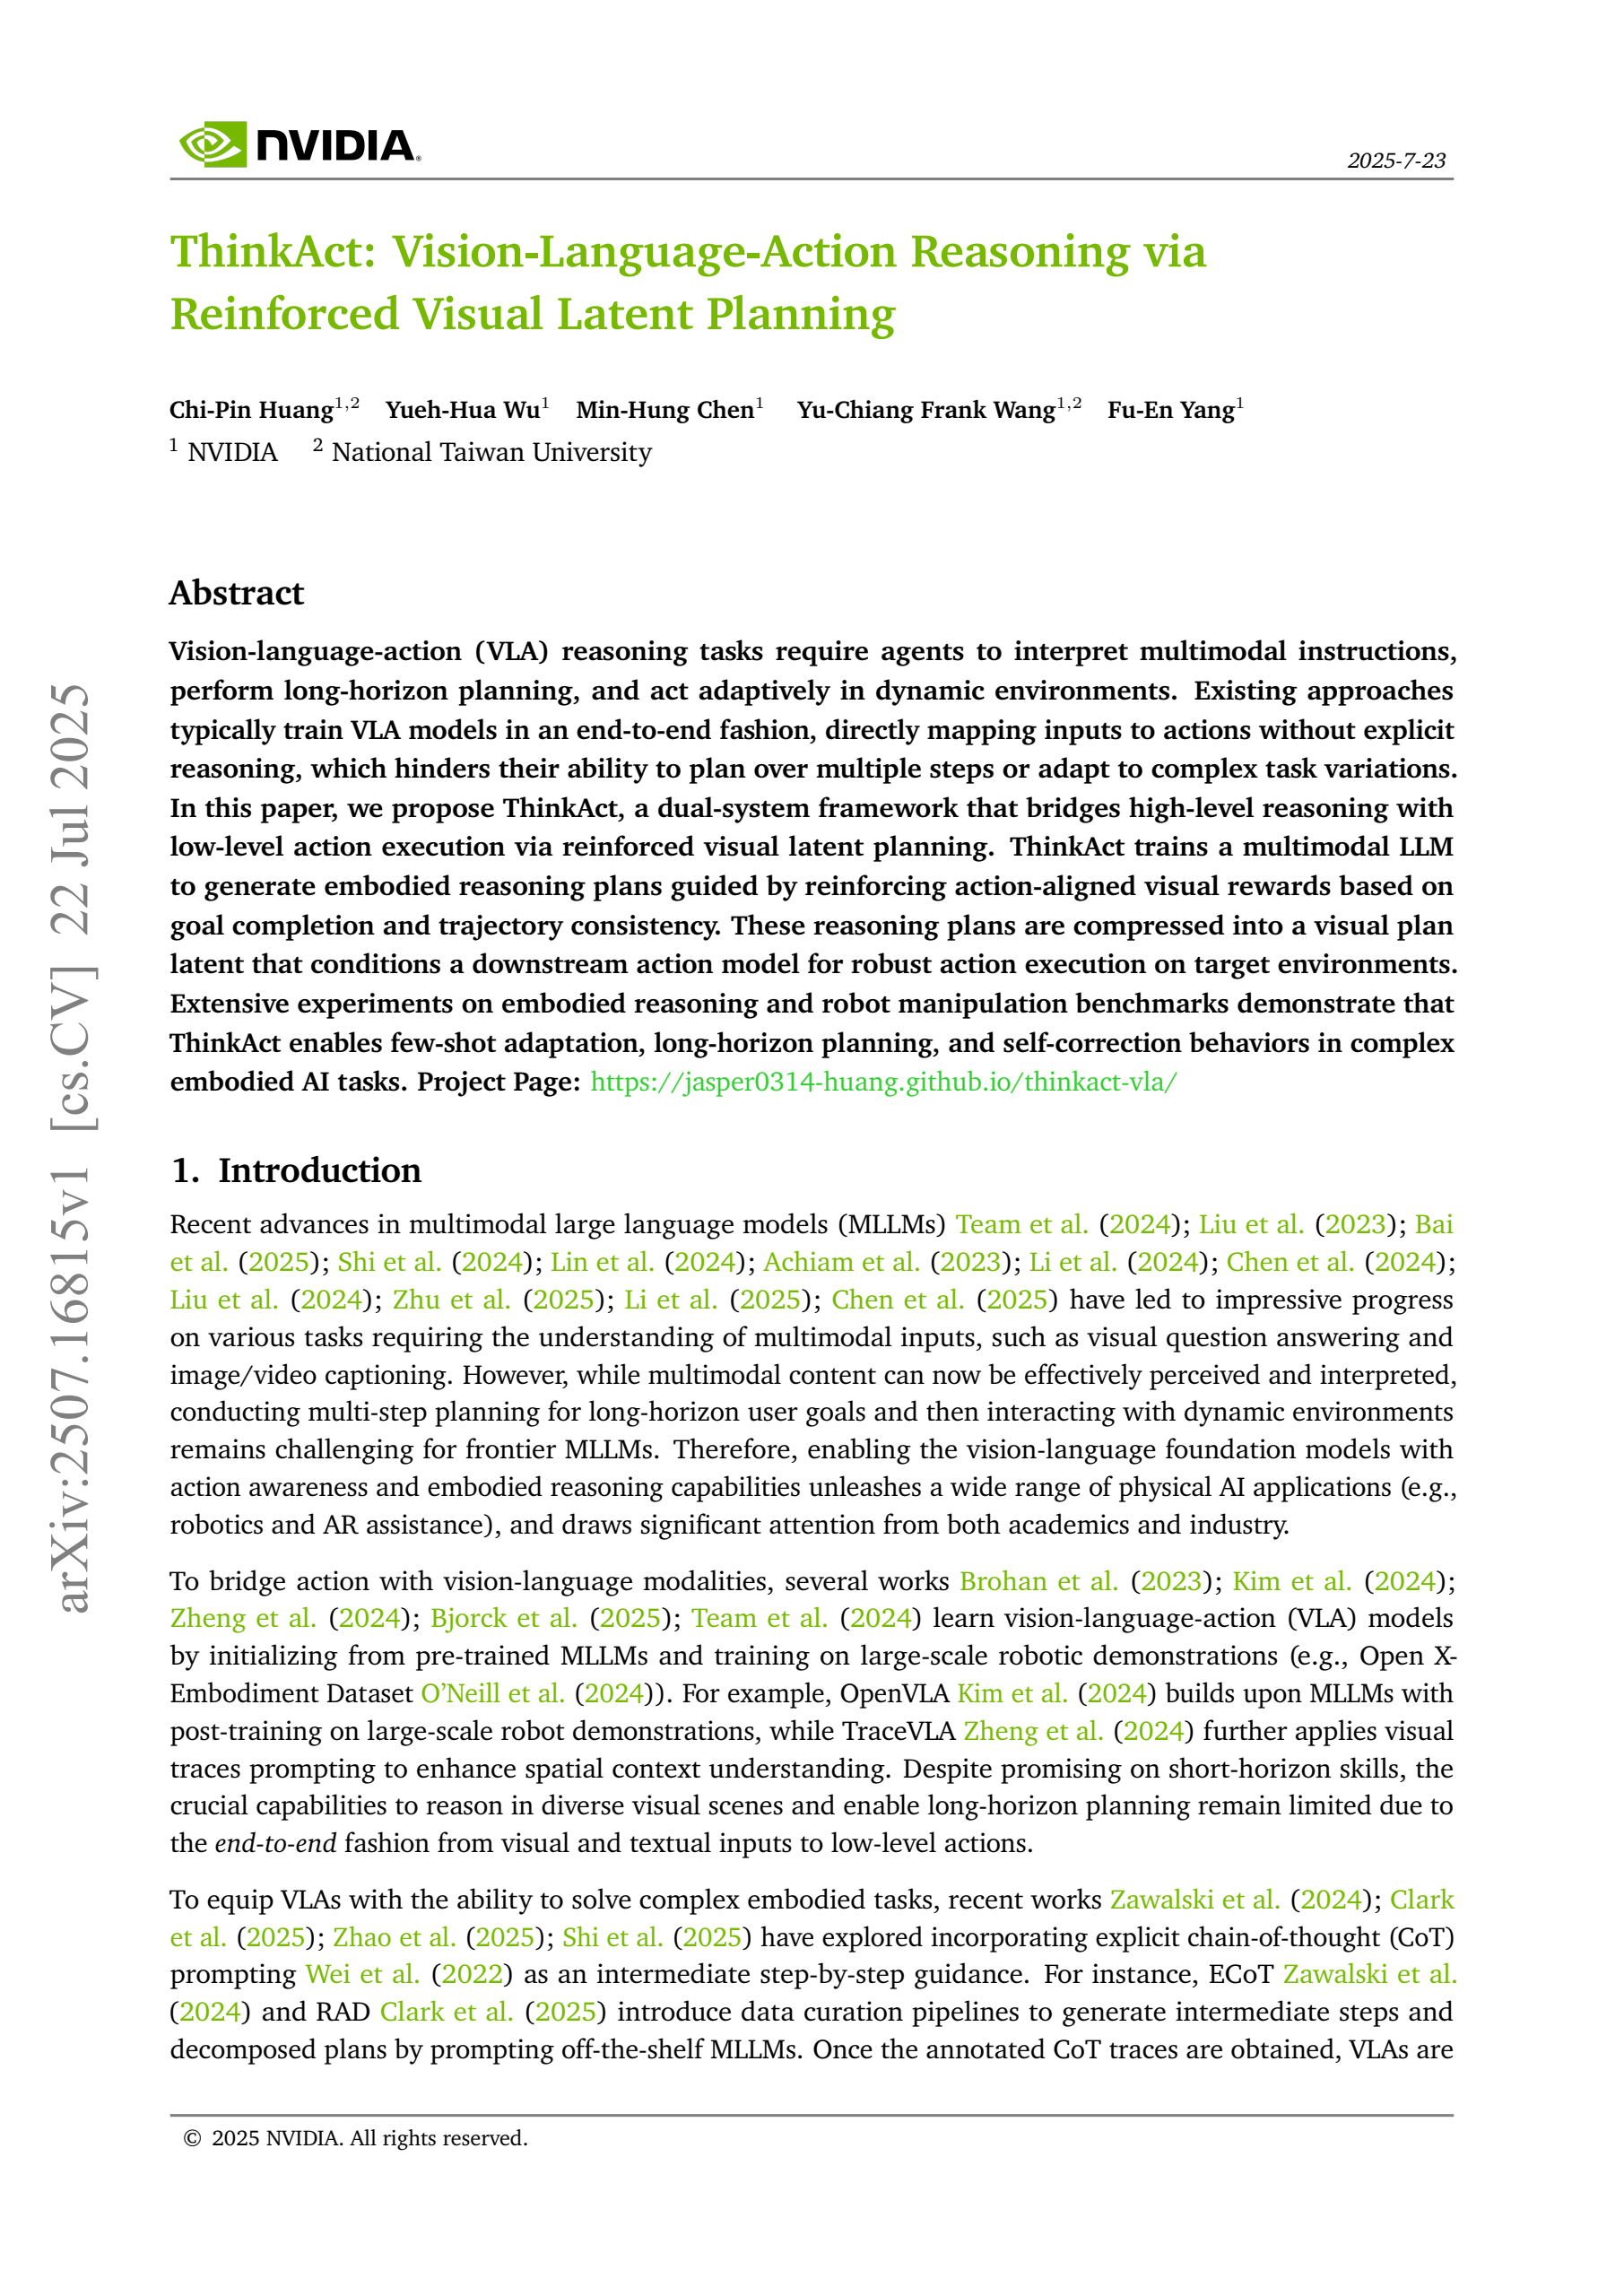 NVIDIA.
2025-7-23
ThinkAct: Vision-Language-Action Reasoning via
Reinforced Visual Latent Planning
Chi-Pin Huang1,2 Yueh-Hua Wu1 Min-Hung Chen1 Yu-Chiang Frank Wang1,2 Fu-En Yang1
1 NVIDIA 2 National Taiwan University
Abstract
Vision-language-action (VLA) reasoning tasks require agents to interpret multimodal instructions,
perform long-horizon planning, and act adaptively in dynamic environments. Existing approaches
typically train VLA models in an end-to-end fashion, directly mapping inputs to actions without explicit
reasoning, which hinders their ability to plan over multiple steps or adapt to complex task variations.
In this paper, we propose ThinkAct, a dual-system framework that bridges high-level reasoning with
low-level action execution via reinforced visual latent planning. ThinkAct trains a multimodal LLM
to generate embodied reasoning plans guided by reinforcing action-aligned visual rewards based on
goal completion and trajectory consistency. These reasoning plans are compressed into a visual plan
latent that conditions a downstream action model for robust action execution on target environments.
Extensive experiments on embodied reasoning and robot manipulation benchmarks demonstrate that
ThinkAct enables few-shot adaptation, long-horizon planning, and self-correction behaviors in complex
embodied AI tasks. Project Page: https://jasper0314-huang.github.io/thinkact-vla/
1. Introduction
Recent advances in multimodal large language models (MLLMs) Team et al. (2024); Liu et al. (2023); Bai
et al. (2025); Shi et al. (2024); Lin et al. (2024); Achiam et al. (2023); Li et al. (2024); Chen et al. (2024);
Liu et al. (2024); Zhu et al. (2025); Li et al. (2025); Chen et al. (2025) have led to impressive progress
on various tasks requiring the understanding of multimodal inputs, such as visual question answering and
image/video captioning. However, while multimodal content can now be effectively perceived and interpreted,
conducting multi-step planning for long-horizon user goals and then interacting with dynamic environments
remains challenging for frontier MLLMs. Therefore, enabling the vision-language foundation models with
action awareness and embodied reasoning capabilities unleashes a wide range of physical AI applications (e.g.,
robotics and AR assistance), and draws significant attention from both academics and industry.
To bridge action with vision-language modalities, several works Brohan et al. (2023); Kim et al. (2024);
Zheng et al. (2024); Bjorck et al. (2025); Team et al. (2024) learn vision-language-action (VLA) models
by initializing from pre-trained MLLMs and training on large-scale robotic demonstrations (e.g., Open X-
Embodiment Dataset O'Neill et al. (2024)). For example, OpenVLA Kim et al. (2024) builds upon MLLMs with
post-training on large-scale robot demonstrations, while TraceVLA Zheng et al. (2024) further applies visual
traces prompting to enhance spatial context understanding. Despite promising on short-horizon skills, the
crucial capabilities to reason in diverse visual scenes and enable long-horizon planning remain limited due to
the end-to-end fashion from visual and textual inputs to low-level actions.
To equip VLAs with the ability to solve complex embodied tasks, recent works Zawalski et al. (2024); Clark
et al. (2025); Zhao et al. (2025); Shi et al. (2025) have explored incorporating explicit chain-of-thought (CoT)
prompting Wei et al. (2022) as an intermediate step-by-step guidance. For instance, ECoT Zawalski et al.
(2024) and RAD Clark et al. (2025) introduce data curation pipelines to generate intermediate steps and
decomposed plans by prompting off-the-shelf MLLMs. Once the annotated CoT traces are obtained, VLAs are
© 2025 NVIDIA. All rights reserved.
arXiv:2507.16815v1 [cs.CV] 22 Jul 2025